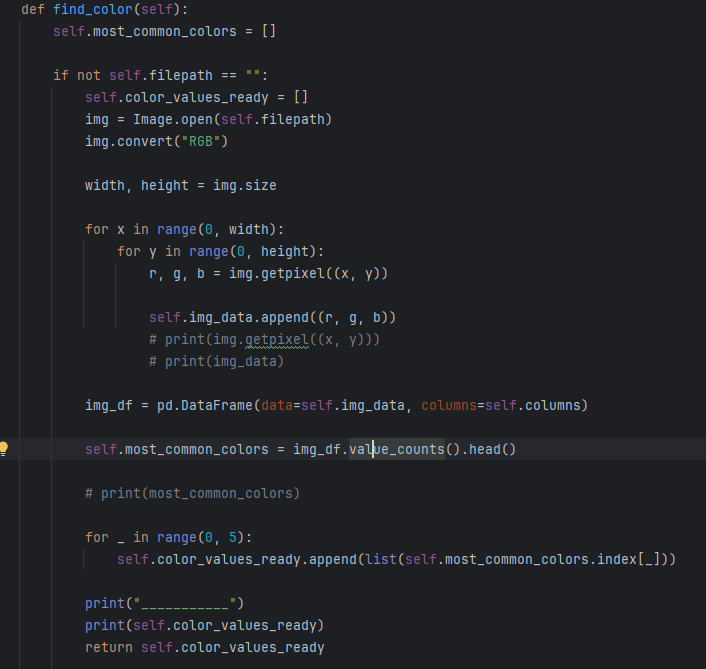 def find_color(self):
    self.most_common_colors = []

    if not self.filepath == "":
        self.color_values_ready = []
        img = Image.open(self.filepath)
        img.convert("RGB")

        width, height = img.size

        for x in range(0, width):
            for y in range(0, height):
                r, g, b = img.getpixel((x, y))

                self.img_data.append((r, g, b))
                # print(img.getpixel((x, y)))
                # print(img_data)

        img_df = pd.DataFrame(data=self.img_data, columns=self.columns)

        self.most_common_colors = img_df.value_counts().head()

        # print(most_common_colors)

        for _ in range(0, 5):
            self.color_values_ready.append(list(self.most_common_colors.index[_]))

        print("___________")
        print(self.color_values_ready)
        return self.color_values_ready